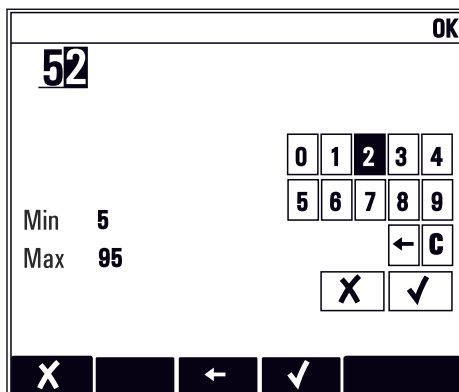 OK
52
0 1 2 3 4
5 6 7 8 9
Min 5
← C
Max 95
✗ ✓
✗ ← ✓